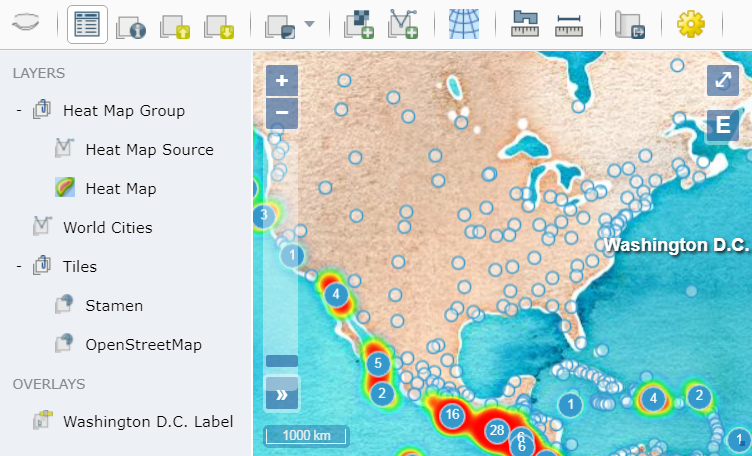 LAYERS
- Heat Map Group
Heat Map Source
Heat Map
World Cities
- Tiles
Stamen
OpenStreetMap
OVERLAYS
Washington D.C. Label
+
−
E
3
1
Washington D.C.
4
5
2
»
16
28
6
6
1
4
2
1
1000 km